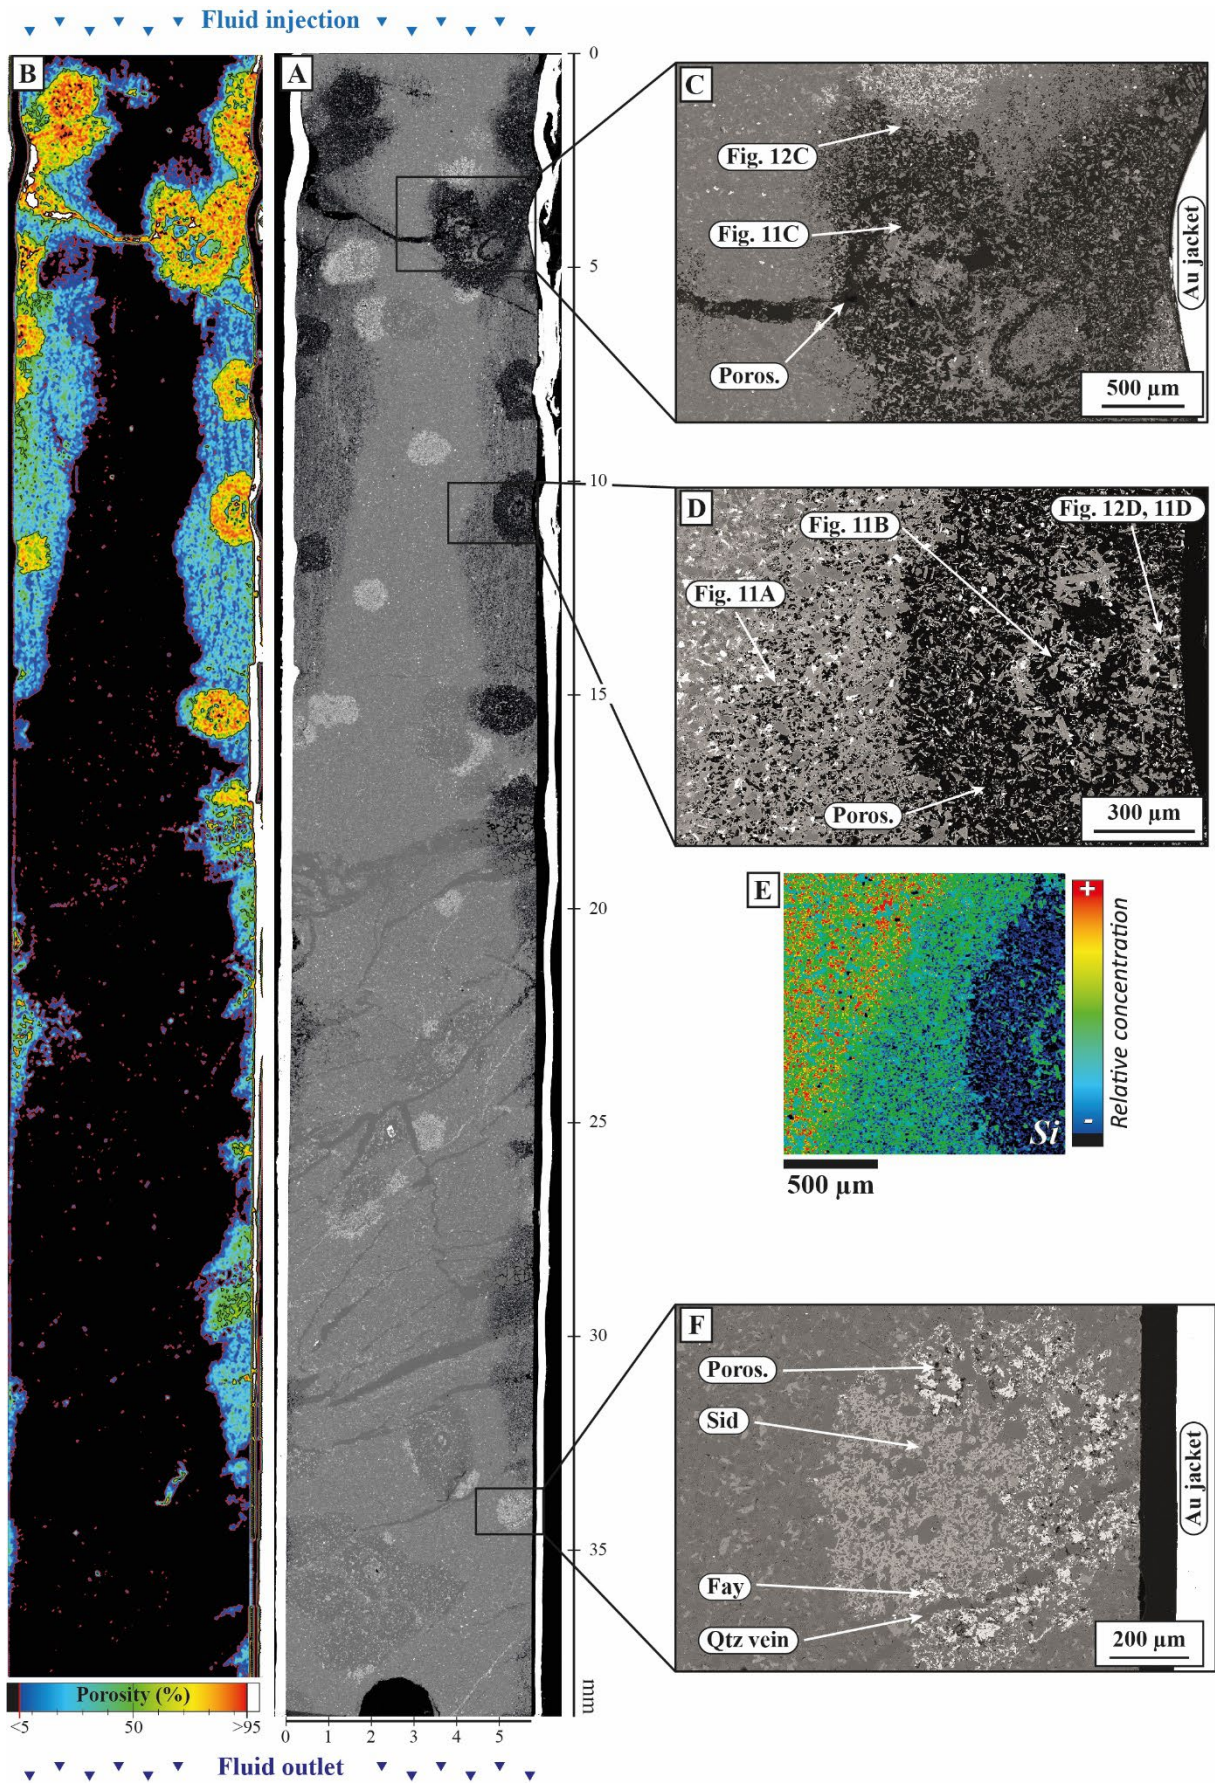 Fluid injection
B
A
0
5
10
15
20
25
30
35
mm
C
Fig. 12C
Fig. 11C
Poros.
Au jacket
500 µm
D
Fig. 12D, 11D
Fig. 11B
Fig. 11A
Poros.
300 µm
E
+
-
Si
Relative concentration
500 µm
F
Poros.
Sid
Fay
Qtz vein
Au jacket
200 µm
Porosity (%)
<5
50
>95
0
1
2
3
4
5
Fluid outlet